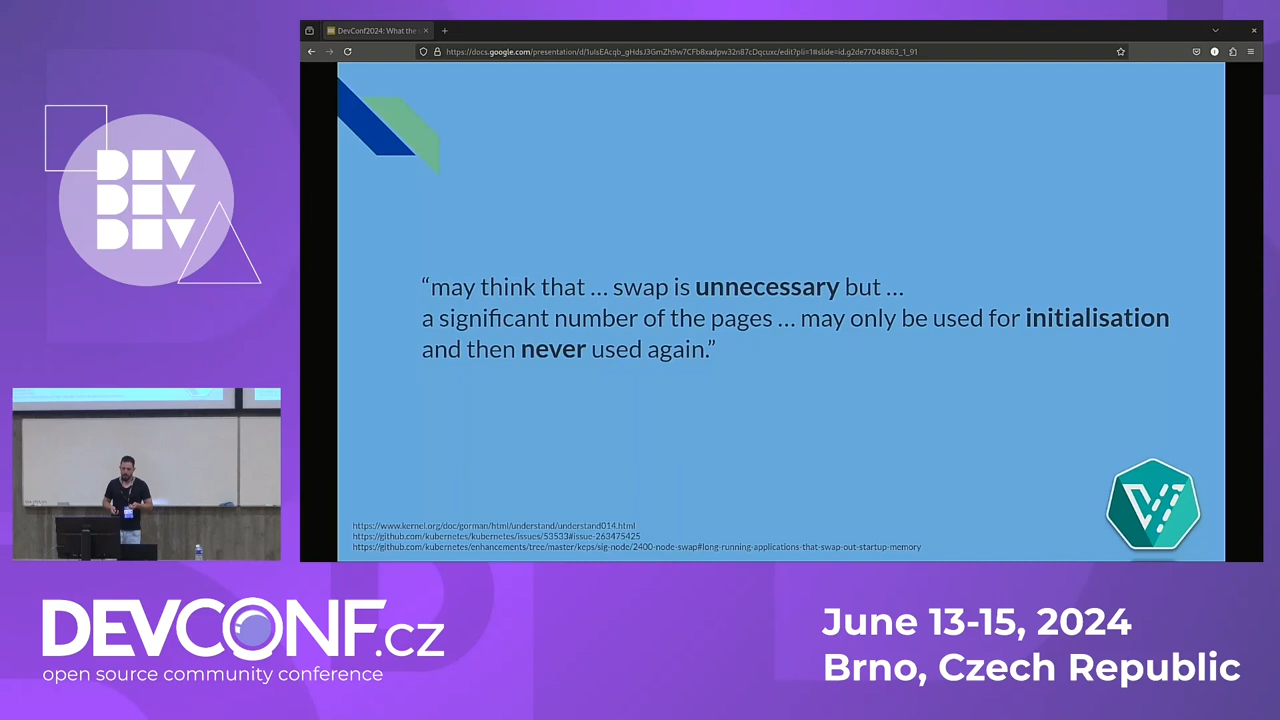 DevConf2024: What the
https://docs.google.com/presentation/d/1uIsEAcqb_gHdsJ3GmZh9w7CFb8xadpw32n87cDqcuxc/edit?pli=1#slide=id.g2de77048863_1_91
DEV
DEV
DEV
“may think that … swap is unnecessary but …
a significant number of the pages … may only be used for initialisation
and then never used again.”
https://www.kernel.org/doc/gorman/html/understand/understand014.html
https://github.com/kubernetes/kubernetes/issues/53533#issue-263475425
https://github.com/kubernetes/enhancements/tree/master/keps/sig-node/2400-node-swap#long-running-applications-that-swap-out-startup-memory
DEVCONF.cz
open source community conference
June 13-15, 2024
Brno, Czech Republic